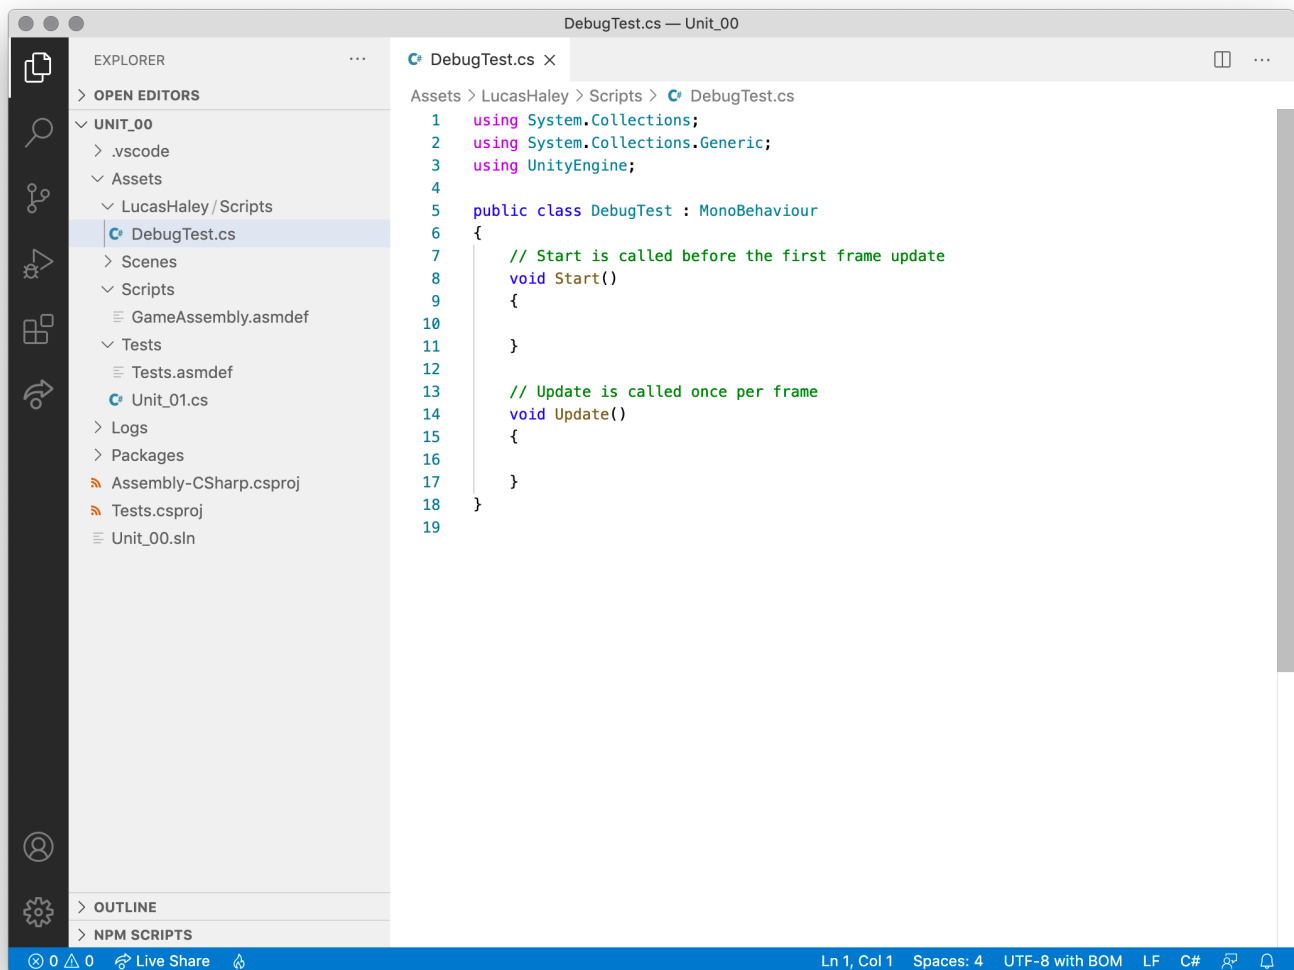 DebugTest.cs — Unit_00
EXPLORER
OPEN EDITORS
UNIT_00
.vscode
Assets
LucasHaley/Scripts
DebugTest.cs
Scenes
Scripts
GameAssembly.asmdef
Tests
Tests.asmdef
Unit_01.cs
Logs
Packages
Assembly-CSharp.csproj
Tests.csproj
Unit_00.sln
OUTLINE
NPM SCRIPTS
DebugTest.cs
Assets > LucasHaley > Scripts > DebugTest.cs
1 using System.Collections;
2 using System.Collections.Generic;
3 using UnityEngine;
4
5 public class DebugTest : MonoBehaviour
6 {
7     // Start is called before the first frame update
8     void Start()
9     {
10
11     }
12
13     // Update is called once per frame
14     void Update()
15     {
16
17     }
18 }
19
0 0 Live Share Ln 1, Col 1 Spaces: 4 UTF-8 with BOM LF C#